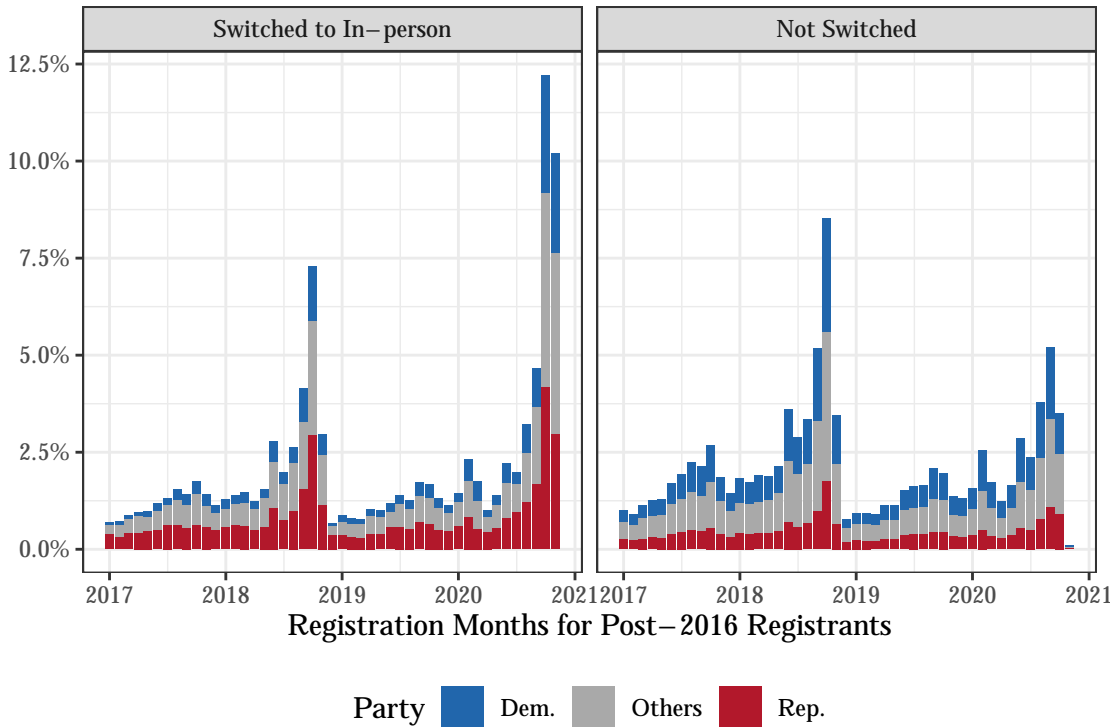 Switched to In−person
Not Switched
12.5%
10.0%
7.5%
5.0%
2.5%
0.0%
2017 2018 2019 2020 2021
2017 2018 2019 2020 2021
Registration Months for Post−2016 Registrants
Party Dem. Others Rep.